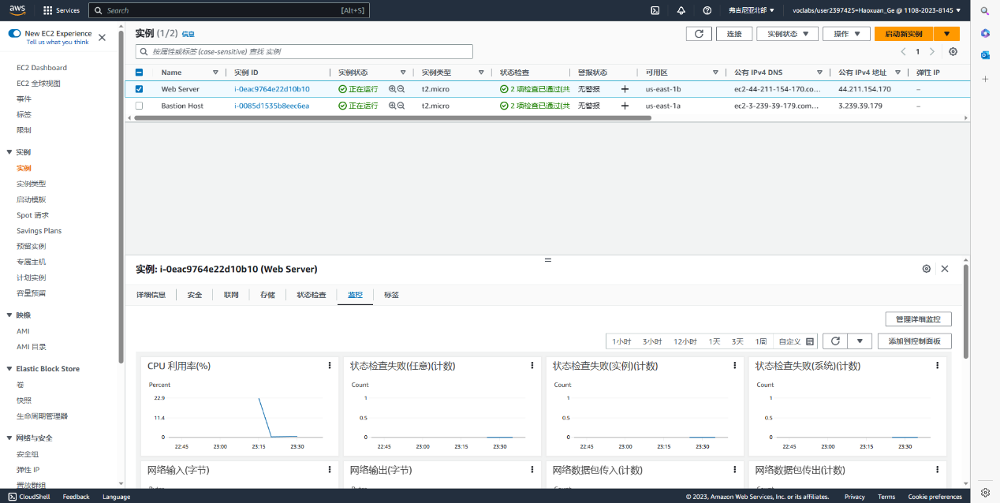 aws
Services
Search
[Alt+S]
弗吉尼亚北部
voclabs/user2397425=Haoxuan_Ge @ 1108-2023-8145
New EC2 Experience
Tell us what you think
EC2 Dashboard
EC2 全球视图
事件
标签
限制
实例
实例
实例类型
启动模板
Spot 请求
Savings Plans
预留实例
专属主机
计划实例
容量预留
映像
AMI
AMI 目录
Elastic Block Store
卷
快照
生命周期管理器
网络与安全
安全组
弹性 IP
置放群组
实例 (1/2) 信息
连接
实例状态
操作
启动新实例
按属性或标签 (case-sensitive) 查找 实例
1
Name 实例 ID 实例状态 实例类型 状态检查 警报状态 可用区 公有 IPv4 DNS 公有 IPv4 地址 弹性 IP
Web Server i-0eac9764e22d10b10 正在运行 t2.micro 2 项检查已通过(共 无警报 us-east-1b ec2-44-211-154-170.co... 44.211.154.170 –
Bastion Host i-0085d1535b8eec6ea 正在运行 t2.micro 2 项检查已通过(共 无警报 us-east-1a ec2-3-239-39-179.com... 3.239.39.179 –
实例: i-0eac9764e22d10b10 (Web Server)
详细信息 安全 联网 存储 状态检查 监控 标签
管理详细监控
1小时 3小时 12小时 1天 3天 1周 自定义
添加到控制面板
CPU 利用率(%)
Percent
22.9
11.4
0
22:45 23:00 23:15 23:30
状态检查失败(任意)(计数)
Count
1
0.5
0
22:45 23:00 23:15 23:30
状态检查失败(实例)(计数)
Count
1
0.5
0
22:45 23:00 23:15 23:30
状态检查失败(系统)(计数)
Count
1
0.5
0
22:45 23:00 23:15 23:30
网络输入(字节)
网络输出(字节)
网络数据包传入(计数)
网络数据包传出(计数)
CloudShell Feedback Language
© 2023, Amazon Web Services, Inc. or its affiliates. Privacy Terms Cookie preferences